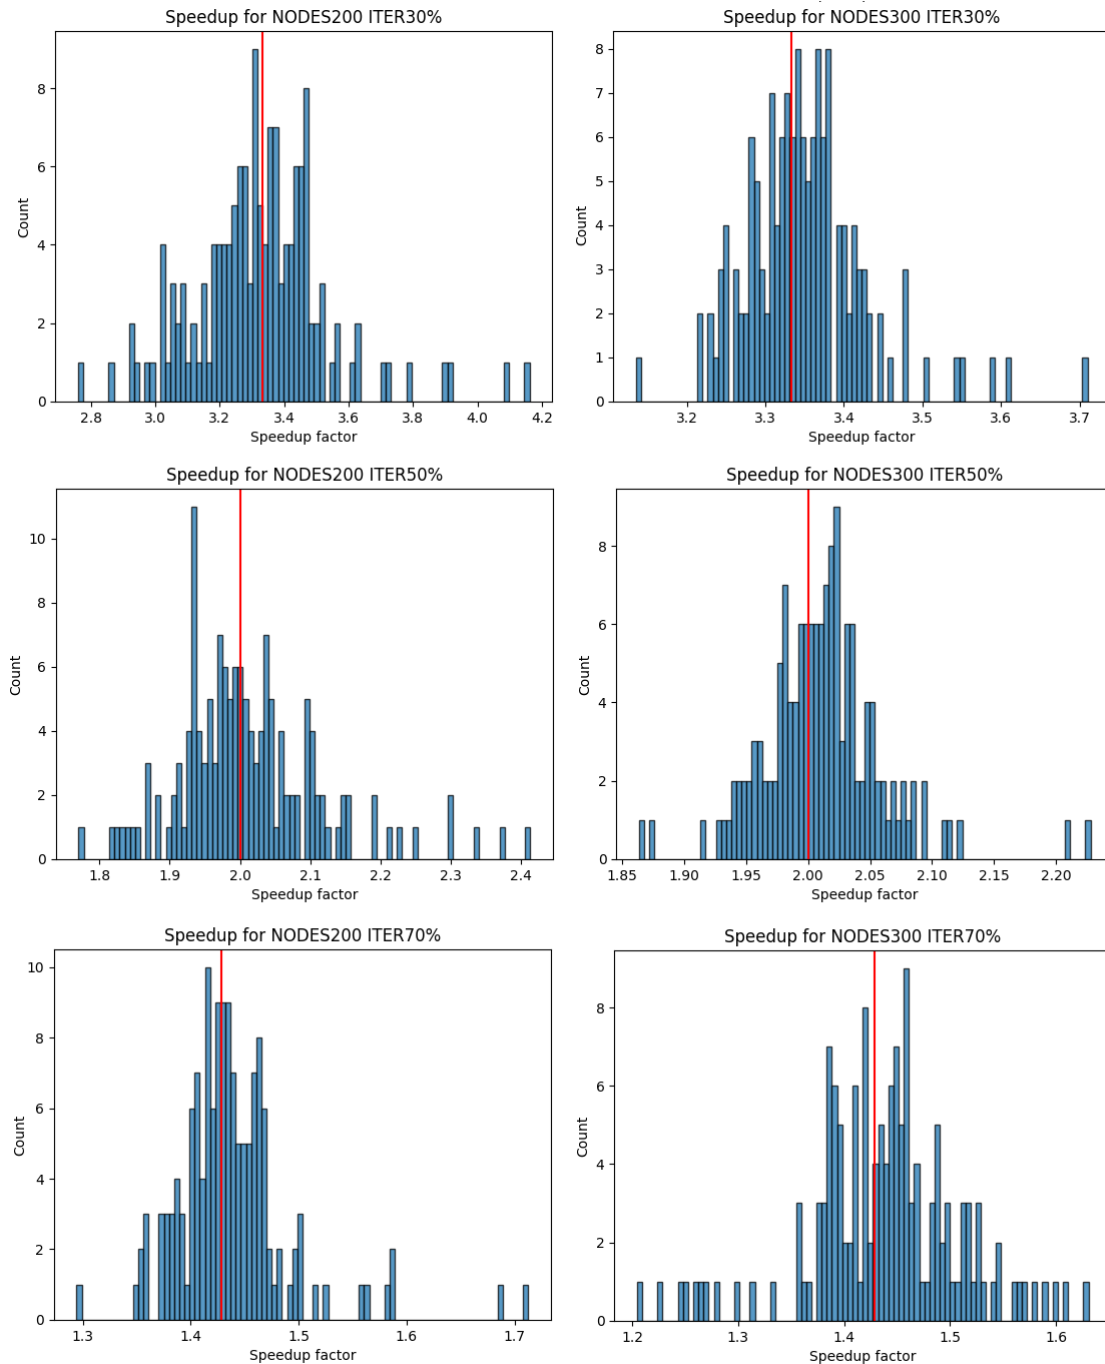 Speedup for NODES200 ITER30%
Count
0
2
4
6
8
2.8 3.0 3.2 3.4 3.6 3.8 4.0 4.2
Speedup factor
Speedup for NODES300 ITER30%
Count
0
1
2
3
4
5
6
7
8
3.2 3.3 3.4 3.5 3.6 3.7
Speedup factor
Speedup for NODES200 ITER50%
Count
0
2
4
6
8
10
1.8 1.9 2.0 2.1 2.2 2.3 2.4
Speedup factor
Speedup for NODES300 ITER50%
Count
0
2
4
6
8
1.85 1.90 1.95 2.00 2.05 2.10 2.15 2.20
Speedup factor
Speedup for NODES200 ITER70%
Count
0
2
4
6
8
10
1.3 1.4 1.5 1.6 1.7
Speedup factor
Speedup for NODES300 ITER70%
Count
0
2
4
6
8
1.2 1.3 1.4 1.5 1.6
Speedup factor